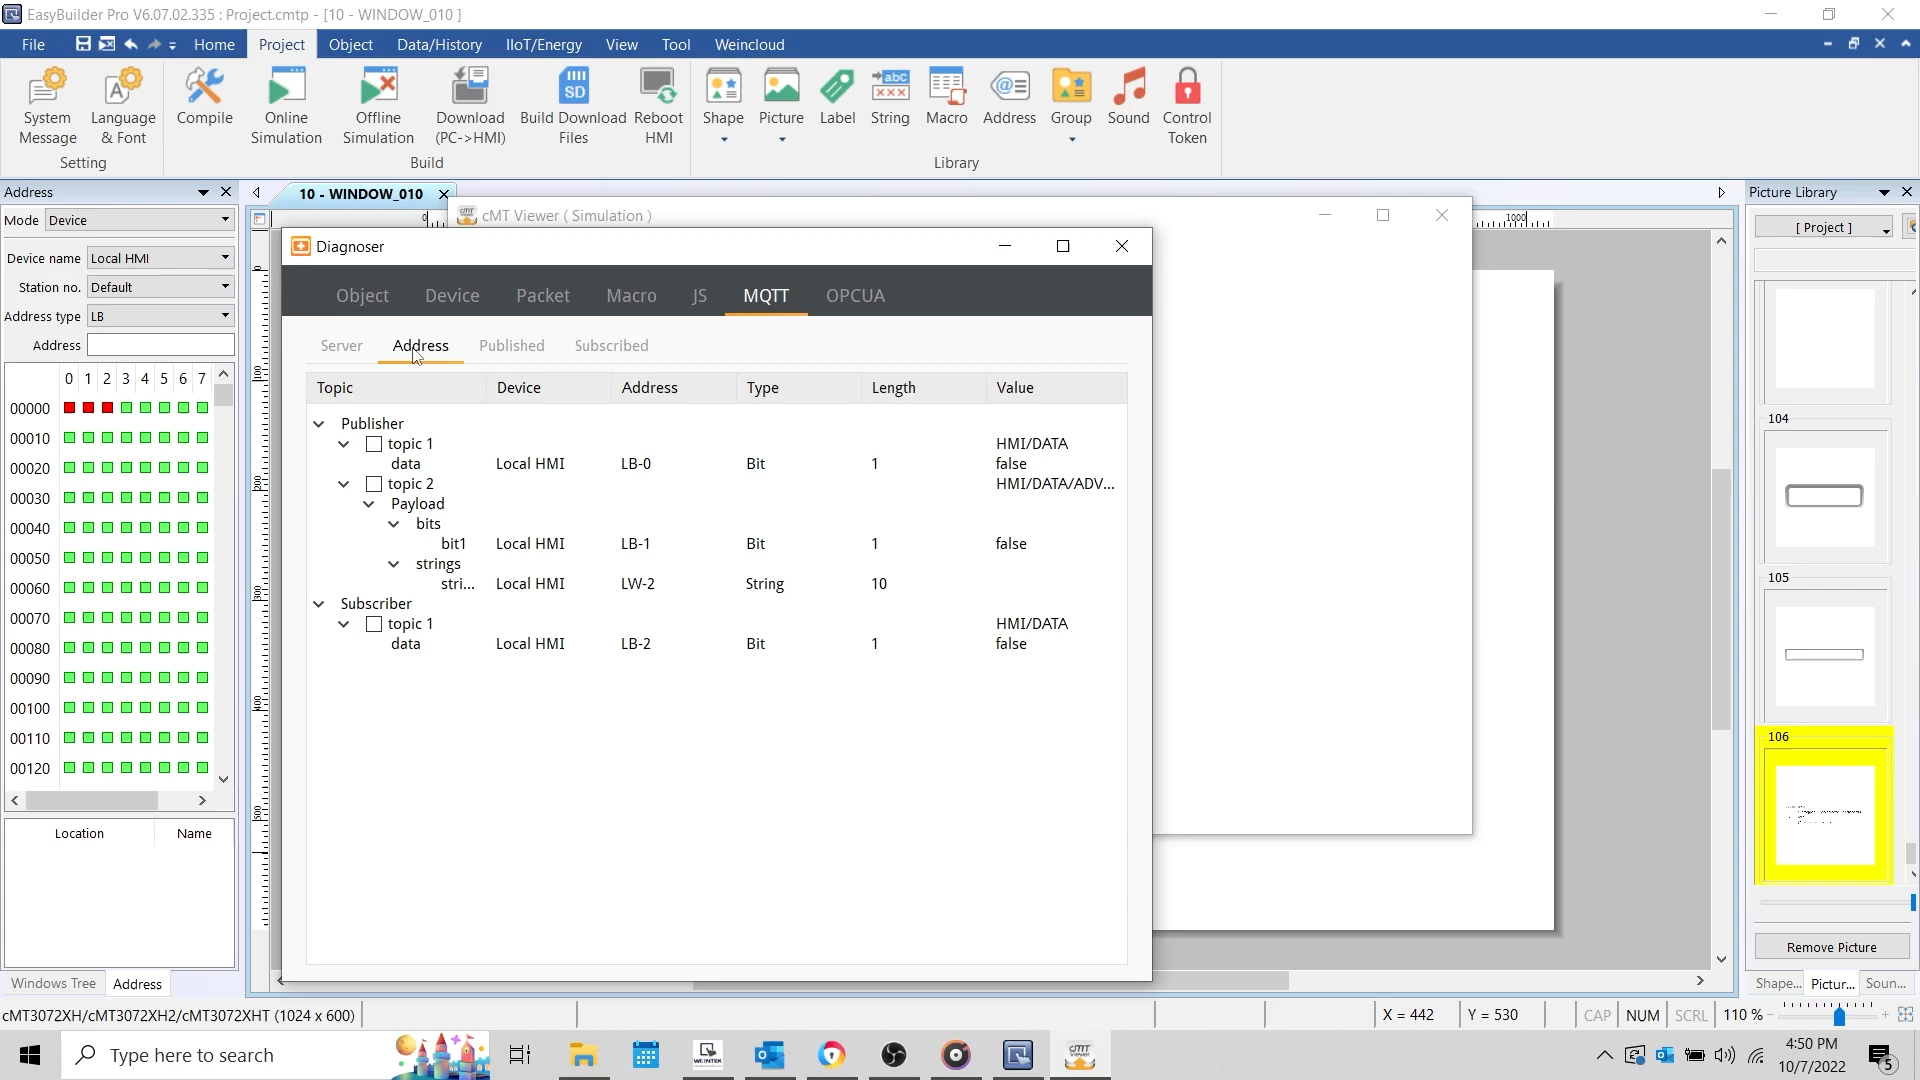 EasyBuilder Pro V6.07.02.335 : Project.cmtp - [10 - WINDOW_010 ]
File Home Project Object Data/History IIoT/Energy View Tool Weincloud
System Message
Language & Font
Compile
Online Simulation
Offline Simulation
Download (PC->HMI)
Build Download Files
Reboot HMI
Shape
Picture
Label
String
Macro
Address
Group
Sound
Control Token
Setting Build Library
Address
Mode Device
Device name Local HMI
Station no. Default
Address type LB
Address
0 1 2 3 4 5 6 7
00000
00010
00020
00030
00040
00050
00060
00070
00080
00090
00100
00110
00120
Location Name
Windows Tree Address
10 - WINDOW_010
cMT Viewer ( Simulation )
1000
Diagnoser
Object Device Packet Macro JS MQTT OPCUA
Server Address Published Subscribed
Topic Device Address Type Length Value
Publisher
topic 1 HMI/DATA
data Local HMI LB-0 Bit 1 false
topic 2 HMI/DATA/ADV...
Payload
bits
bit1 Local HMI LB-1 Bit 1 false
strings
stri... Local HMI LW-2 String 10
Subscriber
topic 1 HMI/DATA
data Local HMI LB-2 Bit 1 false
Picture Library
[ Project ]
104
105
106
Remove Picture
Shape... Pictur... Soun...
cMT3072XH/cMT3072XH2/cMT3072XHT (1024 x 600) X = 442 Y = 530 CAP NUM SCRL 110 %
Type here to search
4:50 PM
10/7/2022
5